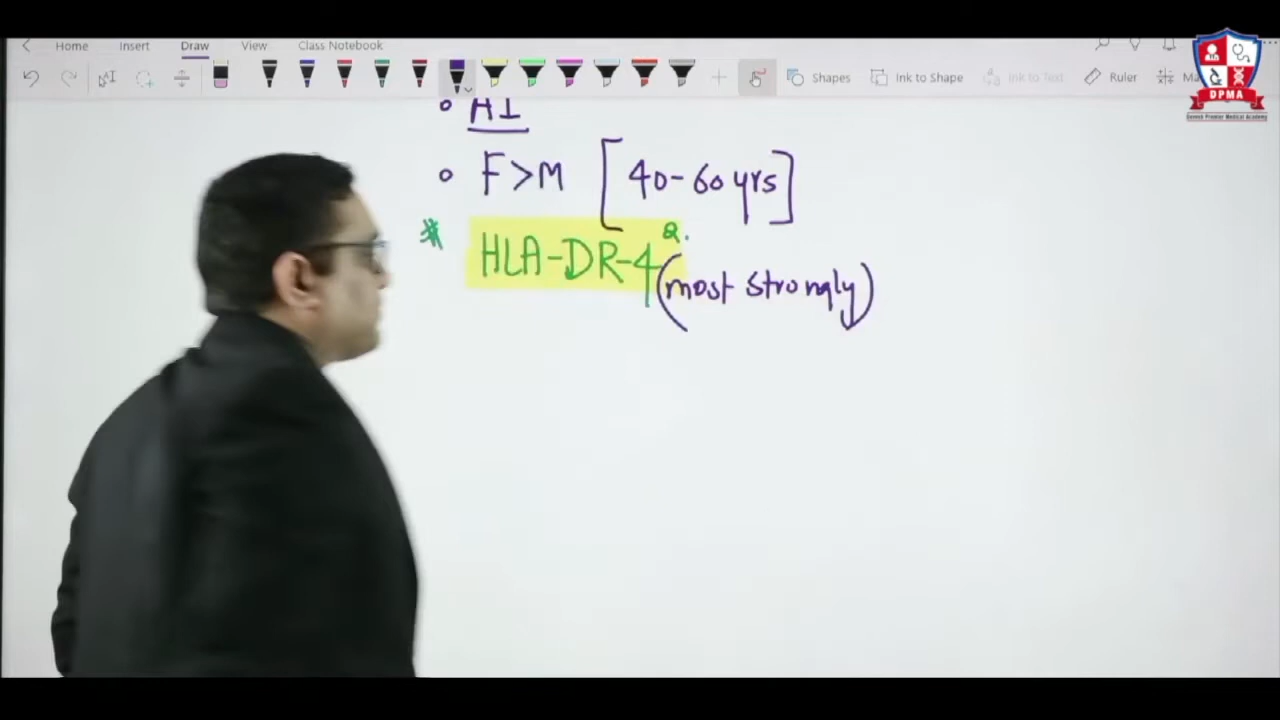 Home Insert Draw View Class Notebook
Shapes Ink to Shape Ink to Text Ruler Ma
DPMA
• AI
• F>M [40-60 yrs]
* HLA-DR-4 Q.
(most strongly)